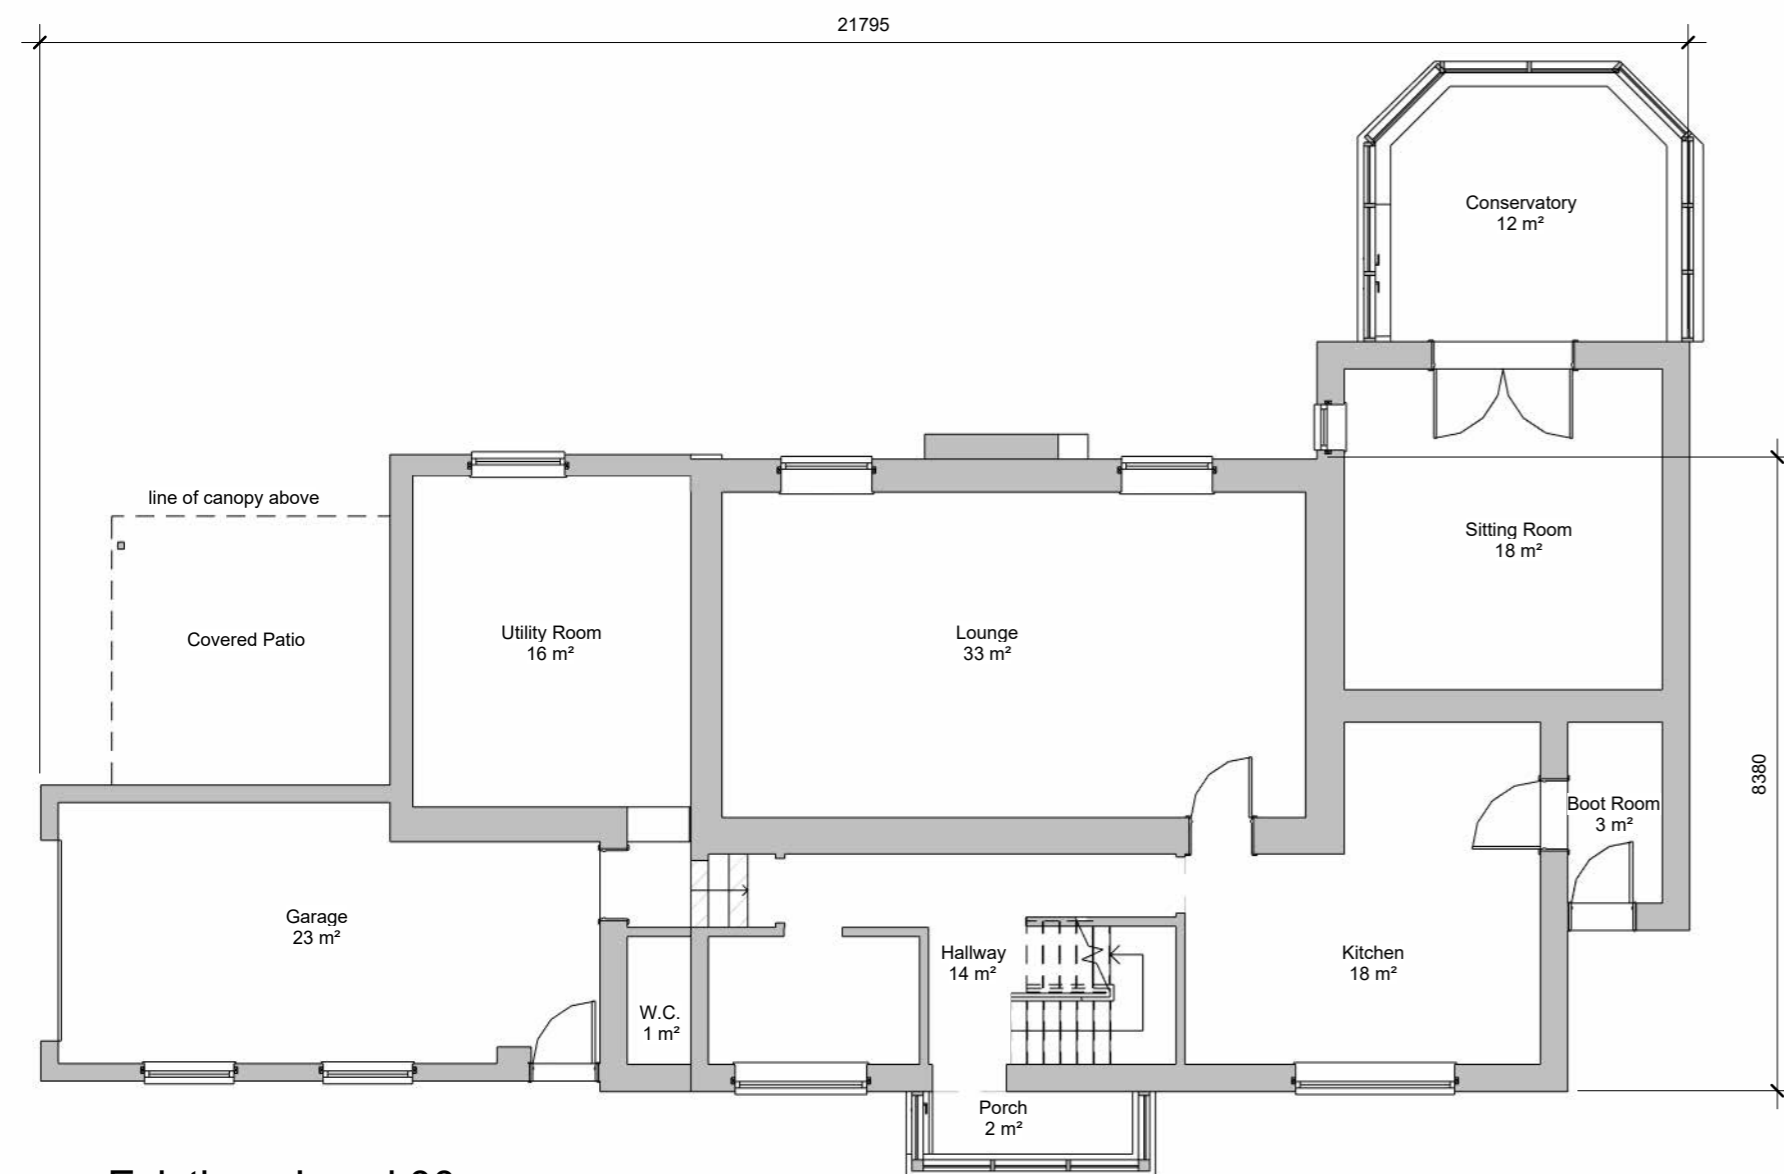 21795
Conservatory
12 m²
line of canopy above
Sitting Room
18 m²
Covered Patio
Utility Room
16 m²
Lounge
33 m²
8380
Boot Room
3 m²
Garage
23 m²
Hallway
14 m²
Kitchen
18 m²
W.C.
1 m²
Porch
2 m²